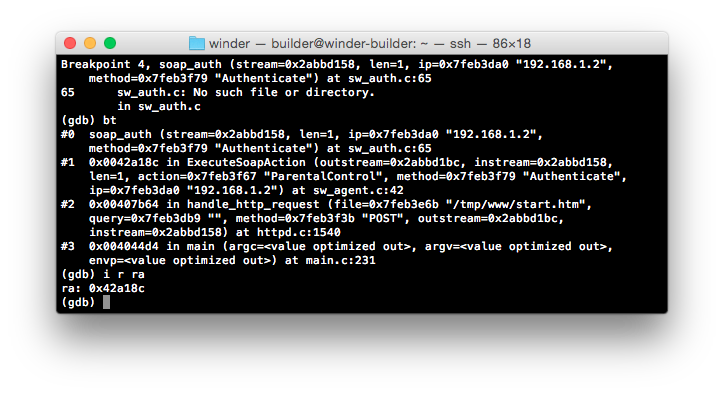 winder — builder@winder-builder: ~ — ssh — 86×18
Breakpoint 4, soap_auth (stream=0x2abbd158, len=1, ip=0x7feb3da0 "192.168.1.2",
    method=0x7feb3f79 "Authenticate") at sw_auth.c:65
65      sw_auth.c: No such file or directory.
        in sw_auth.c
(gdb) bt
#0  soap_auth (stream=0x2abbd158, len=1, ip=0x7feb3da0 "192.168.1.2",
    method=0x7feb3f79 "Authenticate") at sw_auth.c:65
#1  0x0042a18c in ExecuteSoapAction (outstream=0x2abbd1bc, instream=0x2abbd158,
    len=1, action=0x7feb3f67 "ParentalControl", method=0x7feb3f79 "Authenticate",
    ip=0x7feb3da0 "192.168.1.2") at sw_agent.c:42
#2  0x00407b64 in handle_http_request (file=0x7feb3e6b "/tmp/www/start.htm",
    query=0x7feb3db9 "", method=0x7feb3f3b "POST", outstream=0x2abbd1bc,
    instream=0x2abbd158) at httpd.c:1540
#3  0x004044d4 in main (argc=<value optimized out>, argv=<value optimized out>,
    envp=<value optimized out>) at main.c:231
(gdb) i r ra
ra: 0x42a18c
(gdb)